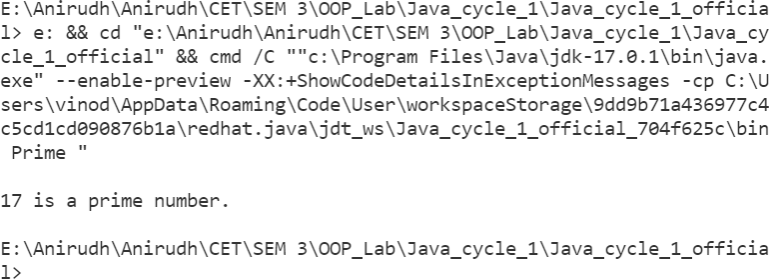 E:\Anirudh\Anirudh\CET\SEM 3\OOP_Lab\Java_cycle_1\Java_cycle_1_officia
l> e: && cd "e:\Anirudh\Anirudh\CET\SEM 3\OOP_Lab\Java_cycle_1\Java_cy
cle_1_official" && cmd /C ""c:\Program Files\Java\jdk-17.0.1\bin\java.
exe" --enable-preview -XX:+ShowCodeDetailsInExceptionMessages -cp C:\U
sers\vinod\AppData\Roaming\Code\User\workspaceStorage\9dd9b71a436977c4
c5cd1cd090876b1a\redhat.java\jdt_ws\Java_cycle_1_official_704f625c\bin
 Prime "
17 is a prime number.
E:\Anirudh\Anirudh\CET\SEM 3\OOP_Lab\Java_cycle_1\Java_cycle_1_officia
l>